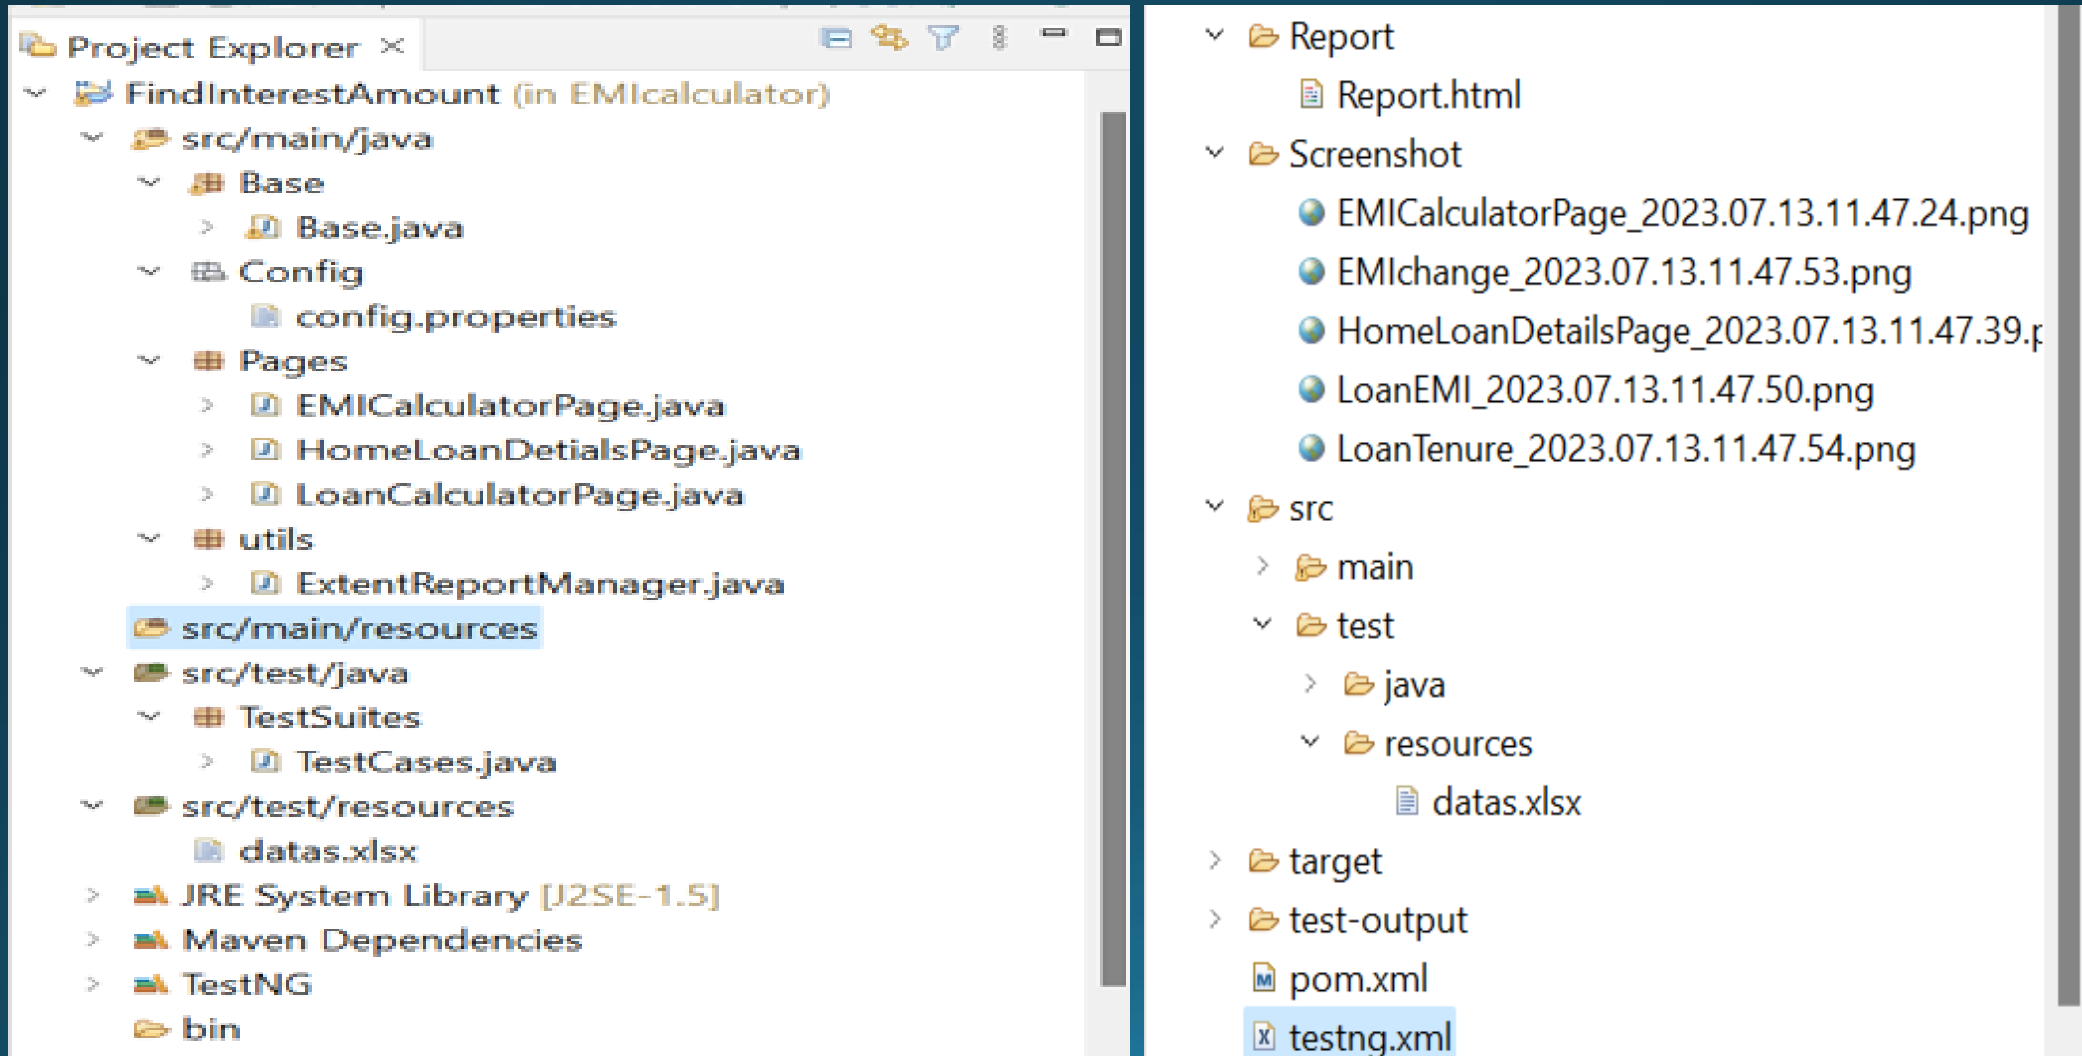 Project Explorer
FindInterestAmount (in EMIcalculator)
src/main/java
Base
Base.java
Config
config.properties
Pages
EMICalculatorPage.java
HomeLoanDetialsPage.java
LoanCalculatorPage.java
utils
ExtentReportManager.java
src/main/resources
src/test/java
TestSuites
TestCases.java
src/test/resources
datas.xlsx
JRE System Library [J2SE-1.5]
Maven Dependencies
TestNG
bin
Report
Report.html
Screenshot
EMICalculatorPage_2023.07.13.11.47.24.png
EMIchange_2023.07.13.11.47.53.png
HomeLoanDetailsPage_2023.07.13.11.47.39.p
LoanEMI_2023.07.13.11.47.50.png
LoanTenure_2023.07.13.11.47.54.png
src
main
test
java
resources
datas.xlsx
target
test-output
pom.xml
testng.xml